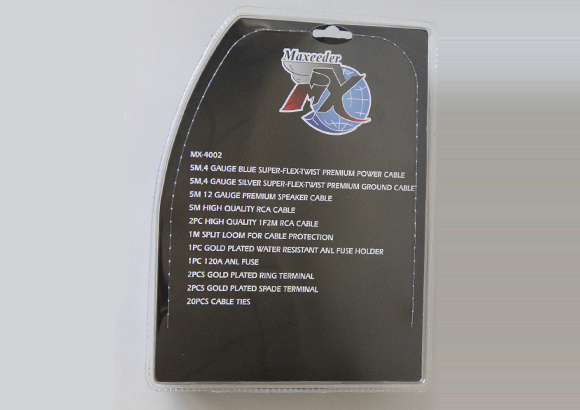 Maxeeder
MX
MX-4002
5M,4 GAUGE BLUE SUPER-FLEX-TWIST PREMIUM POWER CABLE
5M,4 GAUGE SILVER SUPER-FLEX-TWIST PREMIUM GROUND CABLE
5M 12 GAUGE PREMIUM SPEAKER CABLE
5M HIGH QUALITY RCA CABLE
2PC HIGH QUALITY 1F2M RCA CABLE
1M SPLIT LOOM FOR CABLE PROTECTION
1PC GOLD PLATED WATER RESISTANT ANL FUSE HOLDER
1PC 120A ANL FUSE
2PCS GOLD PLATED RING TERMINAL
2PCS GOLD PLATED SPADE TERMINAL
20PCS CABLE TIES